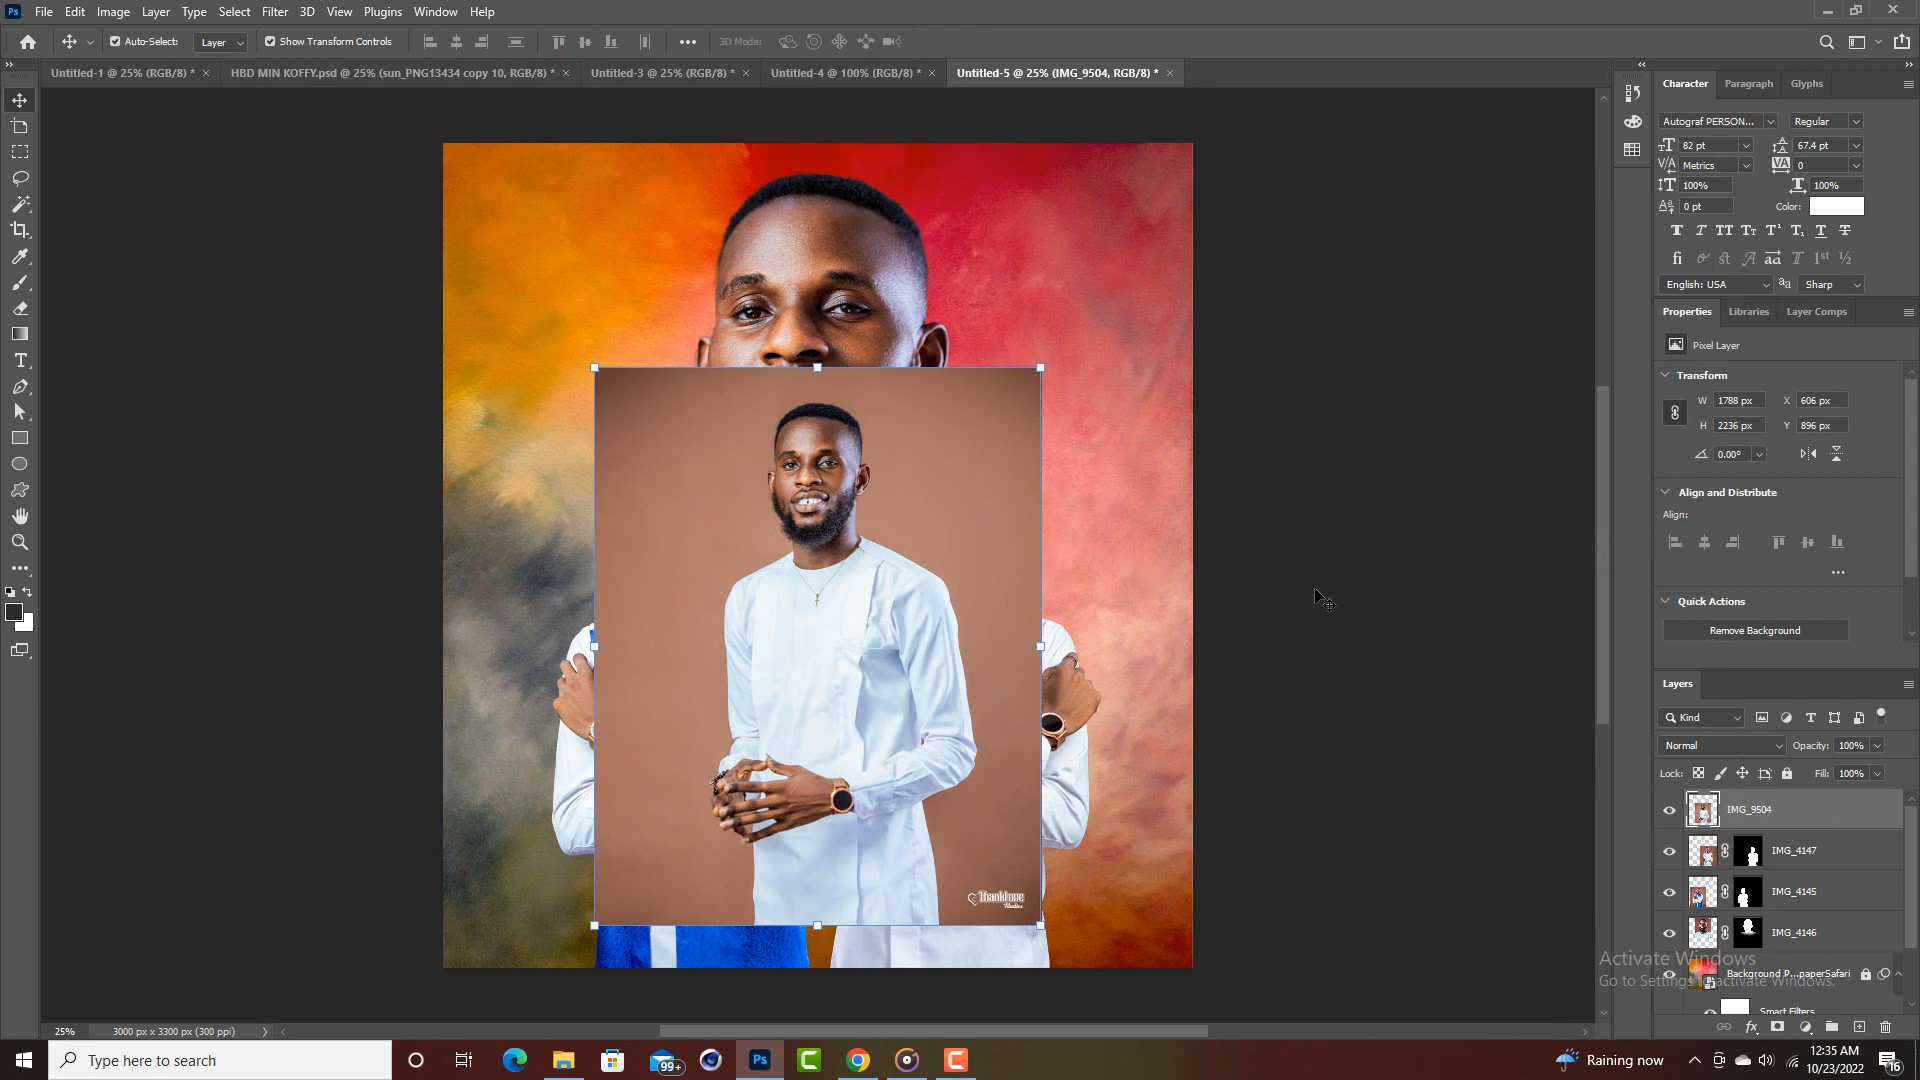 Ps File Edit Image Layer Type Select Filter 3D View Plugins Window Help
Auto-Select: Layer Show Transform Controls 3D Mode:
Untitled-1 @ 25% (RGB/8) * × HBD MIN KOFFY.psd @ 25% (sun_PNG13434 copy 10, RGB/8) * × Untitled-3 @ 25% (RGB/8) * × Untitled-4 @ 100% (RGB/8) * × Untitled-5 @ 25% (IMG_9504, RGB/8) * ×
Character Paragraph Glyphs
Autograf PERSON... Regular
82 pt 67.4 pt
Metrics 0
100% 100%
0 pt Color:
English: USA Sharp
Properties Libraries Layer Comps
Pixel Layer
Transform
W 1788 px X 606 px
H 2236 px Y 896 px
0.00°
Align and Distribute
Align:
Quick Actions
Remove Background
Layers
Kind
Normal Opacity: 100%
Lock: Fill: 100%
IMG_9504
IMG_4147
IMG_4145
IMG_4146
Background P...paperSafari
Smart Filters
Thanklove
Studios
Activate Windows
Go to Settings to activate Windows.
25% 3000 px x 3300 px (300 ppi)
Type here to search
99+
Ps
Raining now
12:35 AM
10/23/2022
16